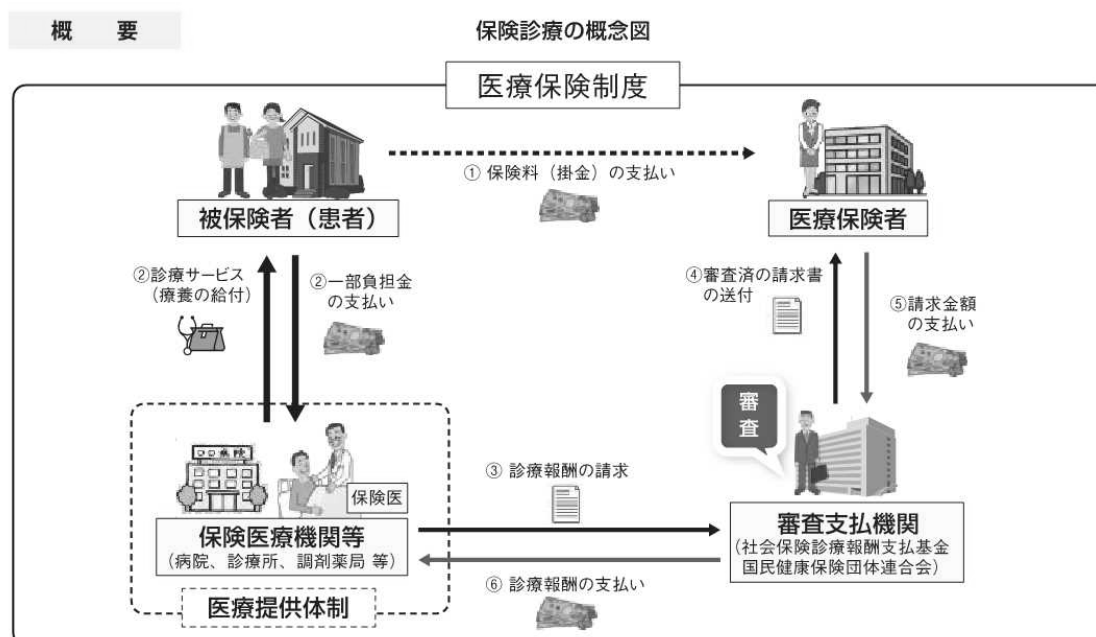 概　要
保険診療の概念図
医療保険制度
① 保険料（掛金）の支払い
被保険者（患者）
医療保険者
②診療サービス
（療養の給付）
②一部負担金
の支払い
④審査済の請求書
の送付
⑤請求金額
の支払い
審査
病院
保険医
③ 診療報酬の請求
保険医療機関等
（病院、診療所、調剤薬局 等）
審査支払機関
（社会保険診療報酬支払基金
国民健康保険団体連合会）
⑥ 診療報酬の支払い
医療提供体制